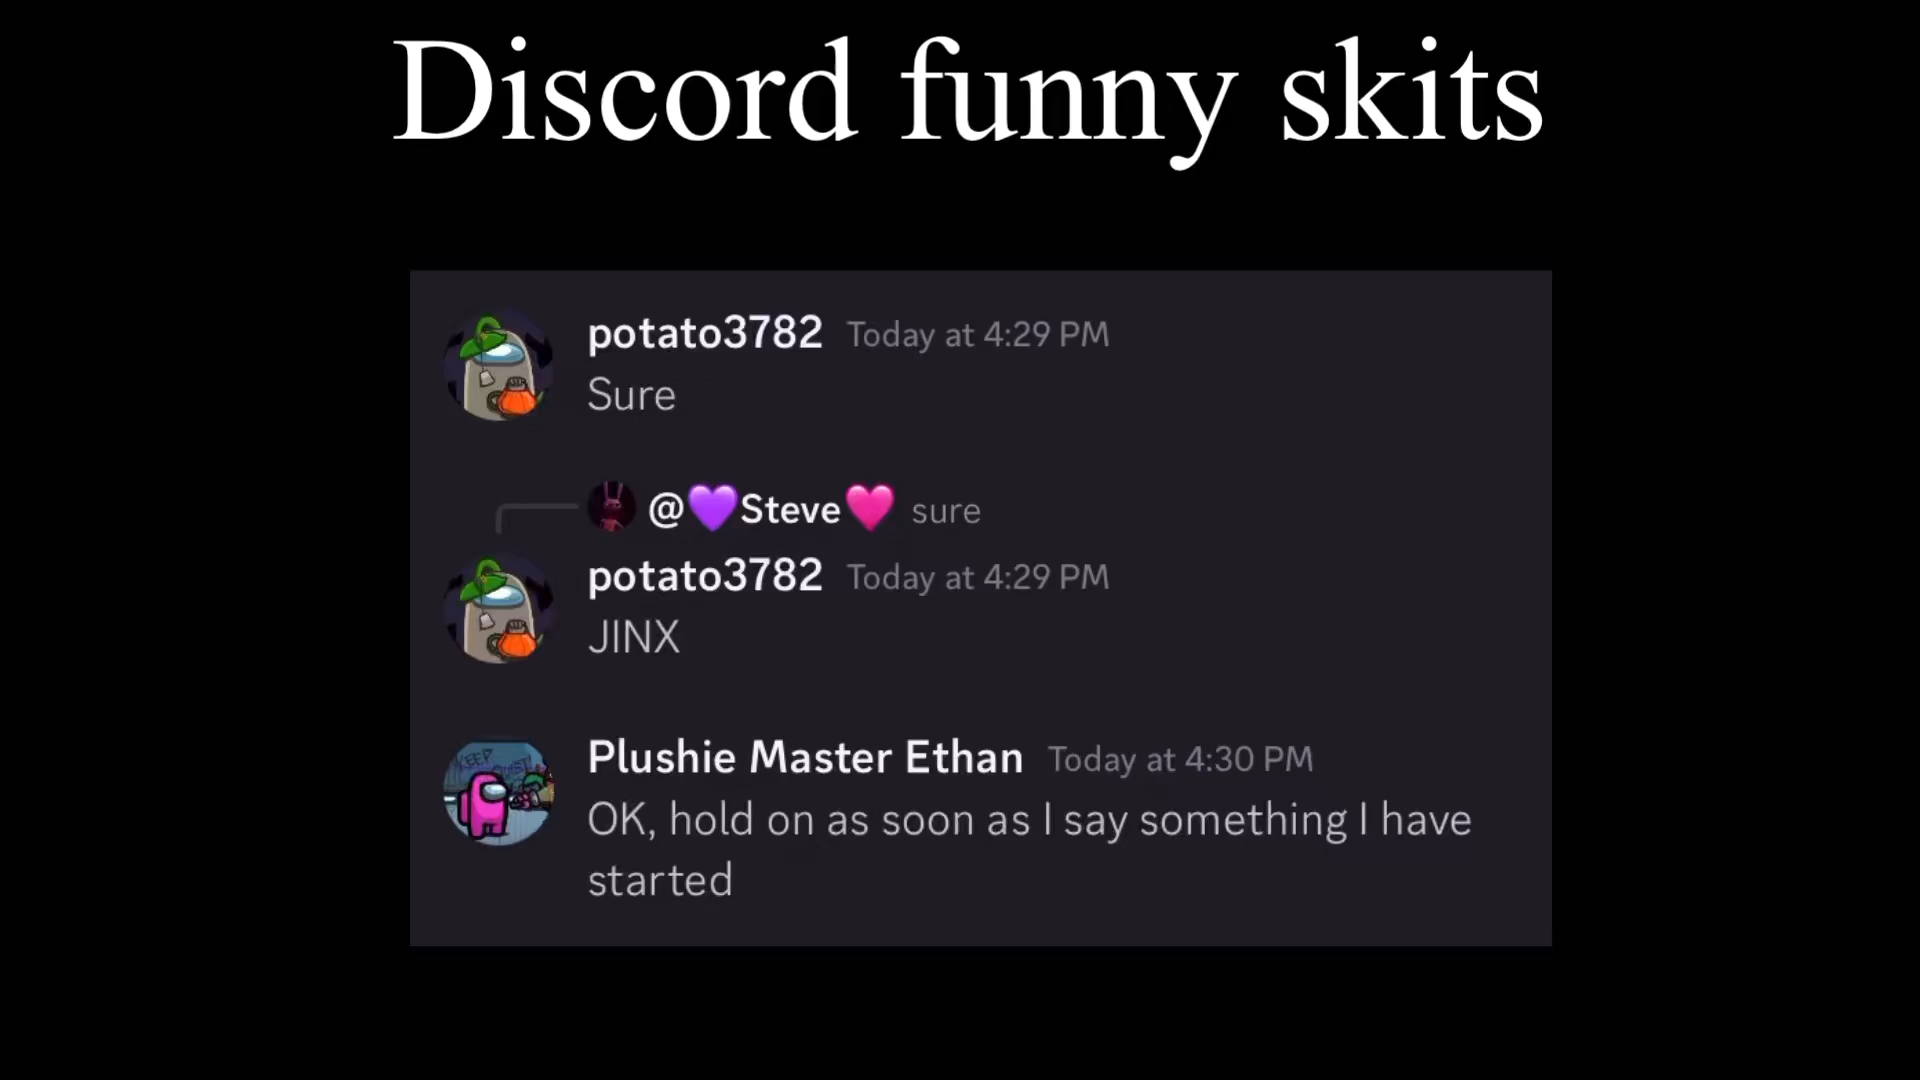 Discord funny skits
potato3782 Today at 4:29 PM
Sure
@💜Steve🩷 sure
potato3782 Today at 4:29 PM
JINX
KEEP
Plushie Master Ethan Today at 4:30 PM
OK, hold on as soon as I say something I have
started